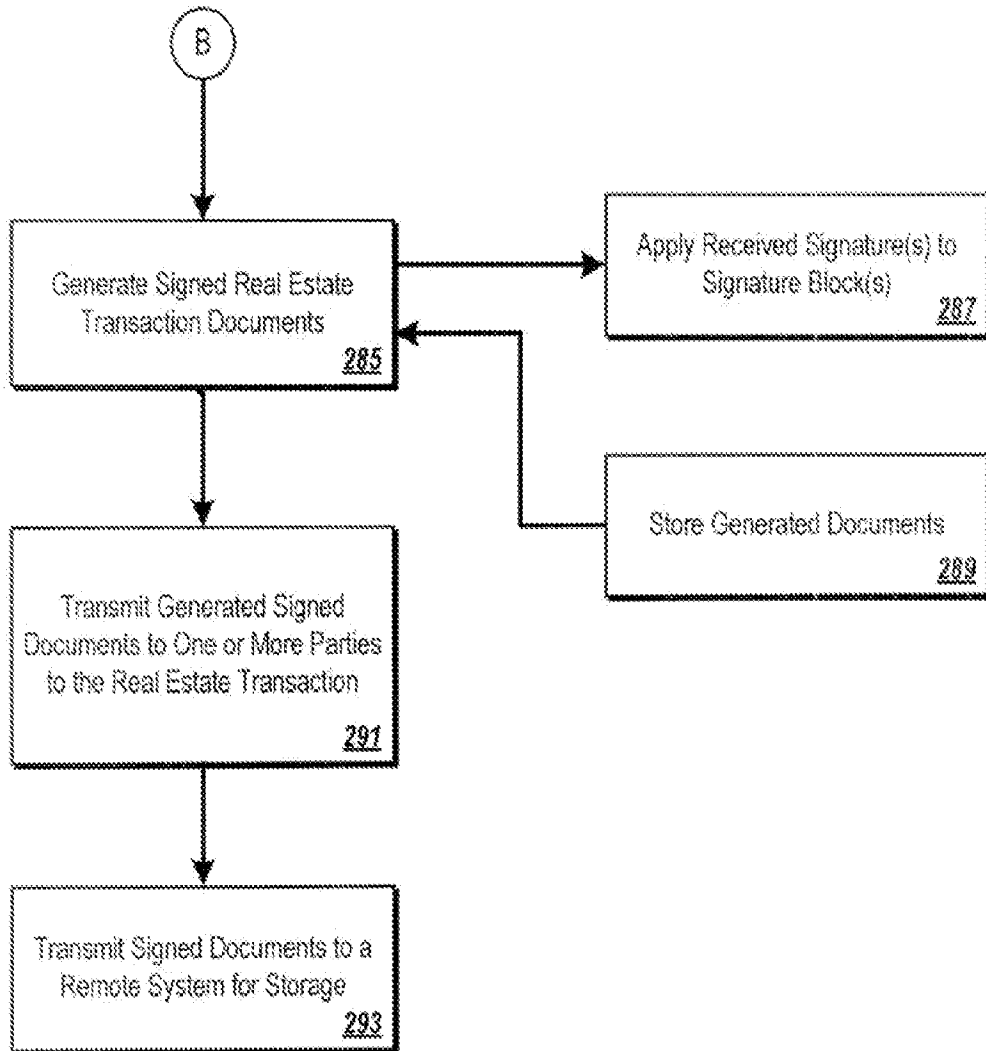 B
Generate Signed Real Estate
Transaction Documents
285
Apply Received Signature(s) to
Signature Block(s)
287
Store Generated Documents
289
Transmit Generated Signed
Documents to One or More Parties
to the Real Estate Transaction
291
Transmit Signed Documents to a
Remote System for Storage
293